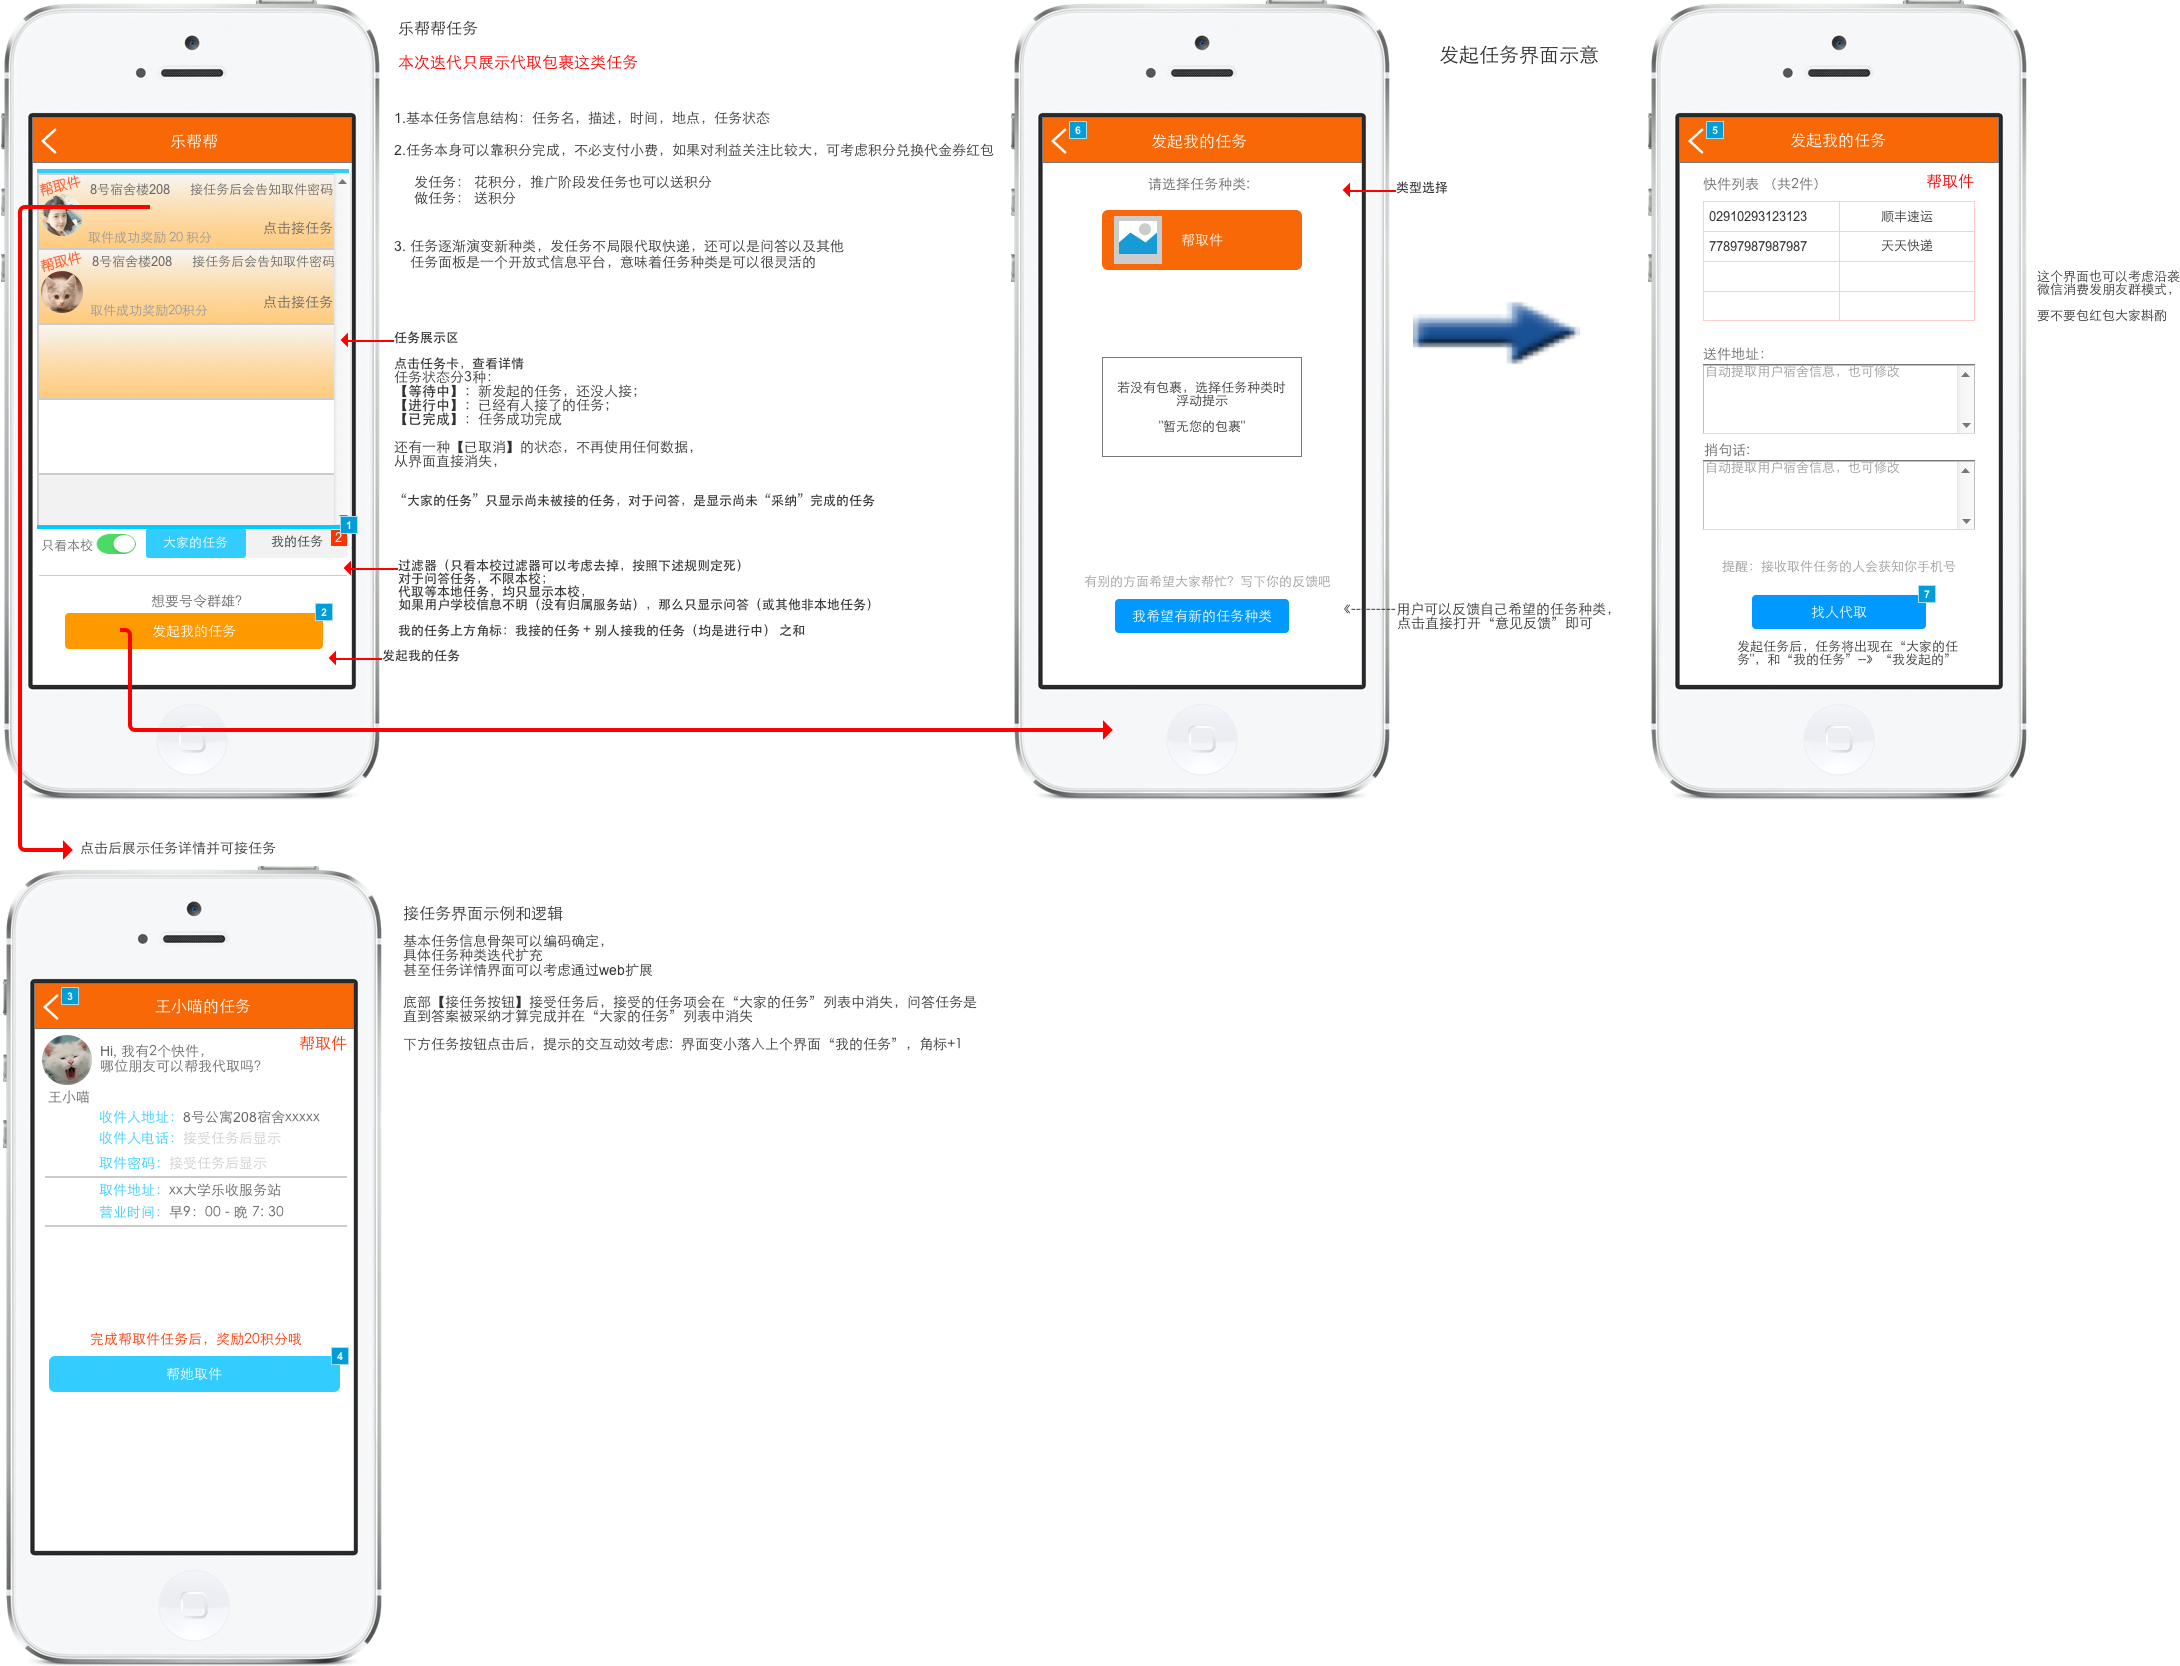 乐帮帮任务
本次迭代只展示代取包裹这类任务
1.基本任务信息结构：任务名，描述，时间，地点，任务状态
2.任务本身可以靠积分完成，不必支付小费，如果对利益关注比较大，可考虑积分兑换代金券红包
发任务： 花积分，推广阶段发任务也可以送积分
做任务： 送积分
3. 任务逐渐演变新种类，发任务不局限代取快递，还可以是问答以及其他
任务面板是一个开放式信息平台，意味着任务种类是可以很灵活的
乐帮帮
帮取件
8号宿舍楼208
接任务后会告知取件密码
取件成功奖励 20 积分
点击接任务
帮取件
8号宿舍楼208
接任务后会告知取件密码
取件成功奖励20积分
点击接任务
任务展示区
点击任务卡，查看详情
任务状态分3种：
【等待中】：新发起的任务，还没人接；
【进行中】：已经有人接了的任务；
【已完成】：任务成功完成
还有一种【已取消】的状态，不再使用任何数据，
从界面直接消失，
“大家的任务”只显示尚未被接的任务，对于问答，是显示尚未“采纳”完成的任务
1
只看本校
大家的任务
我的任务
2
过滤器（只看本校过滤器可以考虑去掉，按照下述规则定死）
对于问答任务，不限本校；
代取等本地任务，均只显示本校，
如果用户学校信息不明（没有归属服务站），那么只显示问答（或其他非本地任务）
我的任务上方角标：我接的任务 + 别人接我的任务（均是进行中） 之和
想要号令群雄?
2
发起我的任务
发起我的任务
发起任务界面示意
6
发起我的任务
请选择任务种类：
类型选择
帮取件
若没有包裹，选择任务种类时
浮动提示
"暂无您的包裹"
有别的方面希望大家帮忙？写下你的反馈吧
我希望有新的任务种类
《---------用户可以反馈自己希望的任务种类，
点击直接打开“意见反馈”即可
5
发起我的任务
快件列表 （共2件）
帮取件
02910293123123
顺丰速运
77897987987987
天天快递
送件地址：
自动提取用户宿舍信息，也可修改
捎句话:
自动提取用户宿舍信息，也可修改
提醒：接收取件任务的人会获知你手机号
7
找人代取
发起任务后，任务将出现在“大家的任
务”，和“我的任务”--》“我发起的”
这个界面也可以考虑沿袭
微信消费发朋友群模式，
要不要包红包大家斟酌
点击后展示任务详情并可接任务
3
王小喵的任务
帮取件
Hi, 我有2个快件，
哪位朋友可以帮我代取吗?
王小喵
收件人地址：8号公寓208宿舍xxxxx
收件人电话：接受任务后显示
取件密码：接受任务后显示
取件地址：xx大学乐收服务站
营业时间：早9：00 - 晚 7: 30
完成帮取件任务后，奖励20积分哦
4
帮她取件
接任务界面示例和逻辑
基本任务信息骨架可以编码确定，
具体任务种类迭代扩充
甚至任务详情界面可以考虑通过web扩展
底部【接任务按钮】接受任务后，接受的任务项会在“大家的任务”列表中消失，问答任务是
直到答案被采纳才算完成并在“大家的任务”列表中消失
下方任务按钮点击后，提示的交互动效考虑：界面变小落入上个界面“我的任务”，角标+1